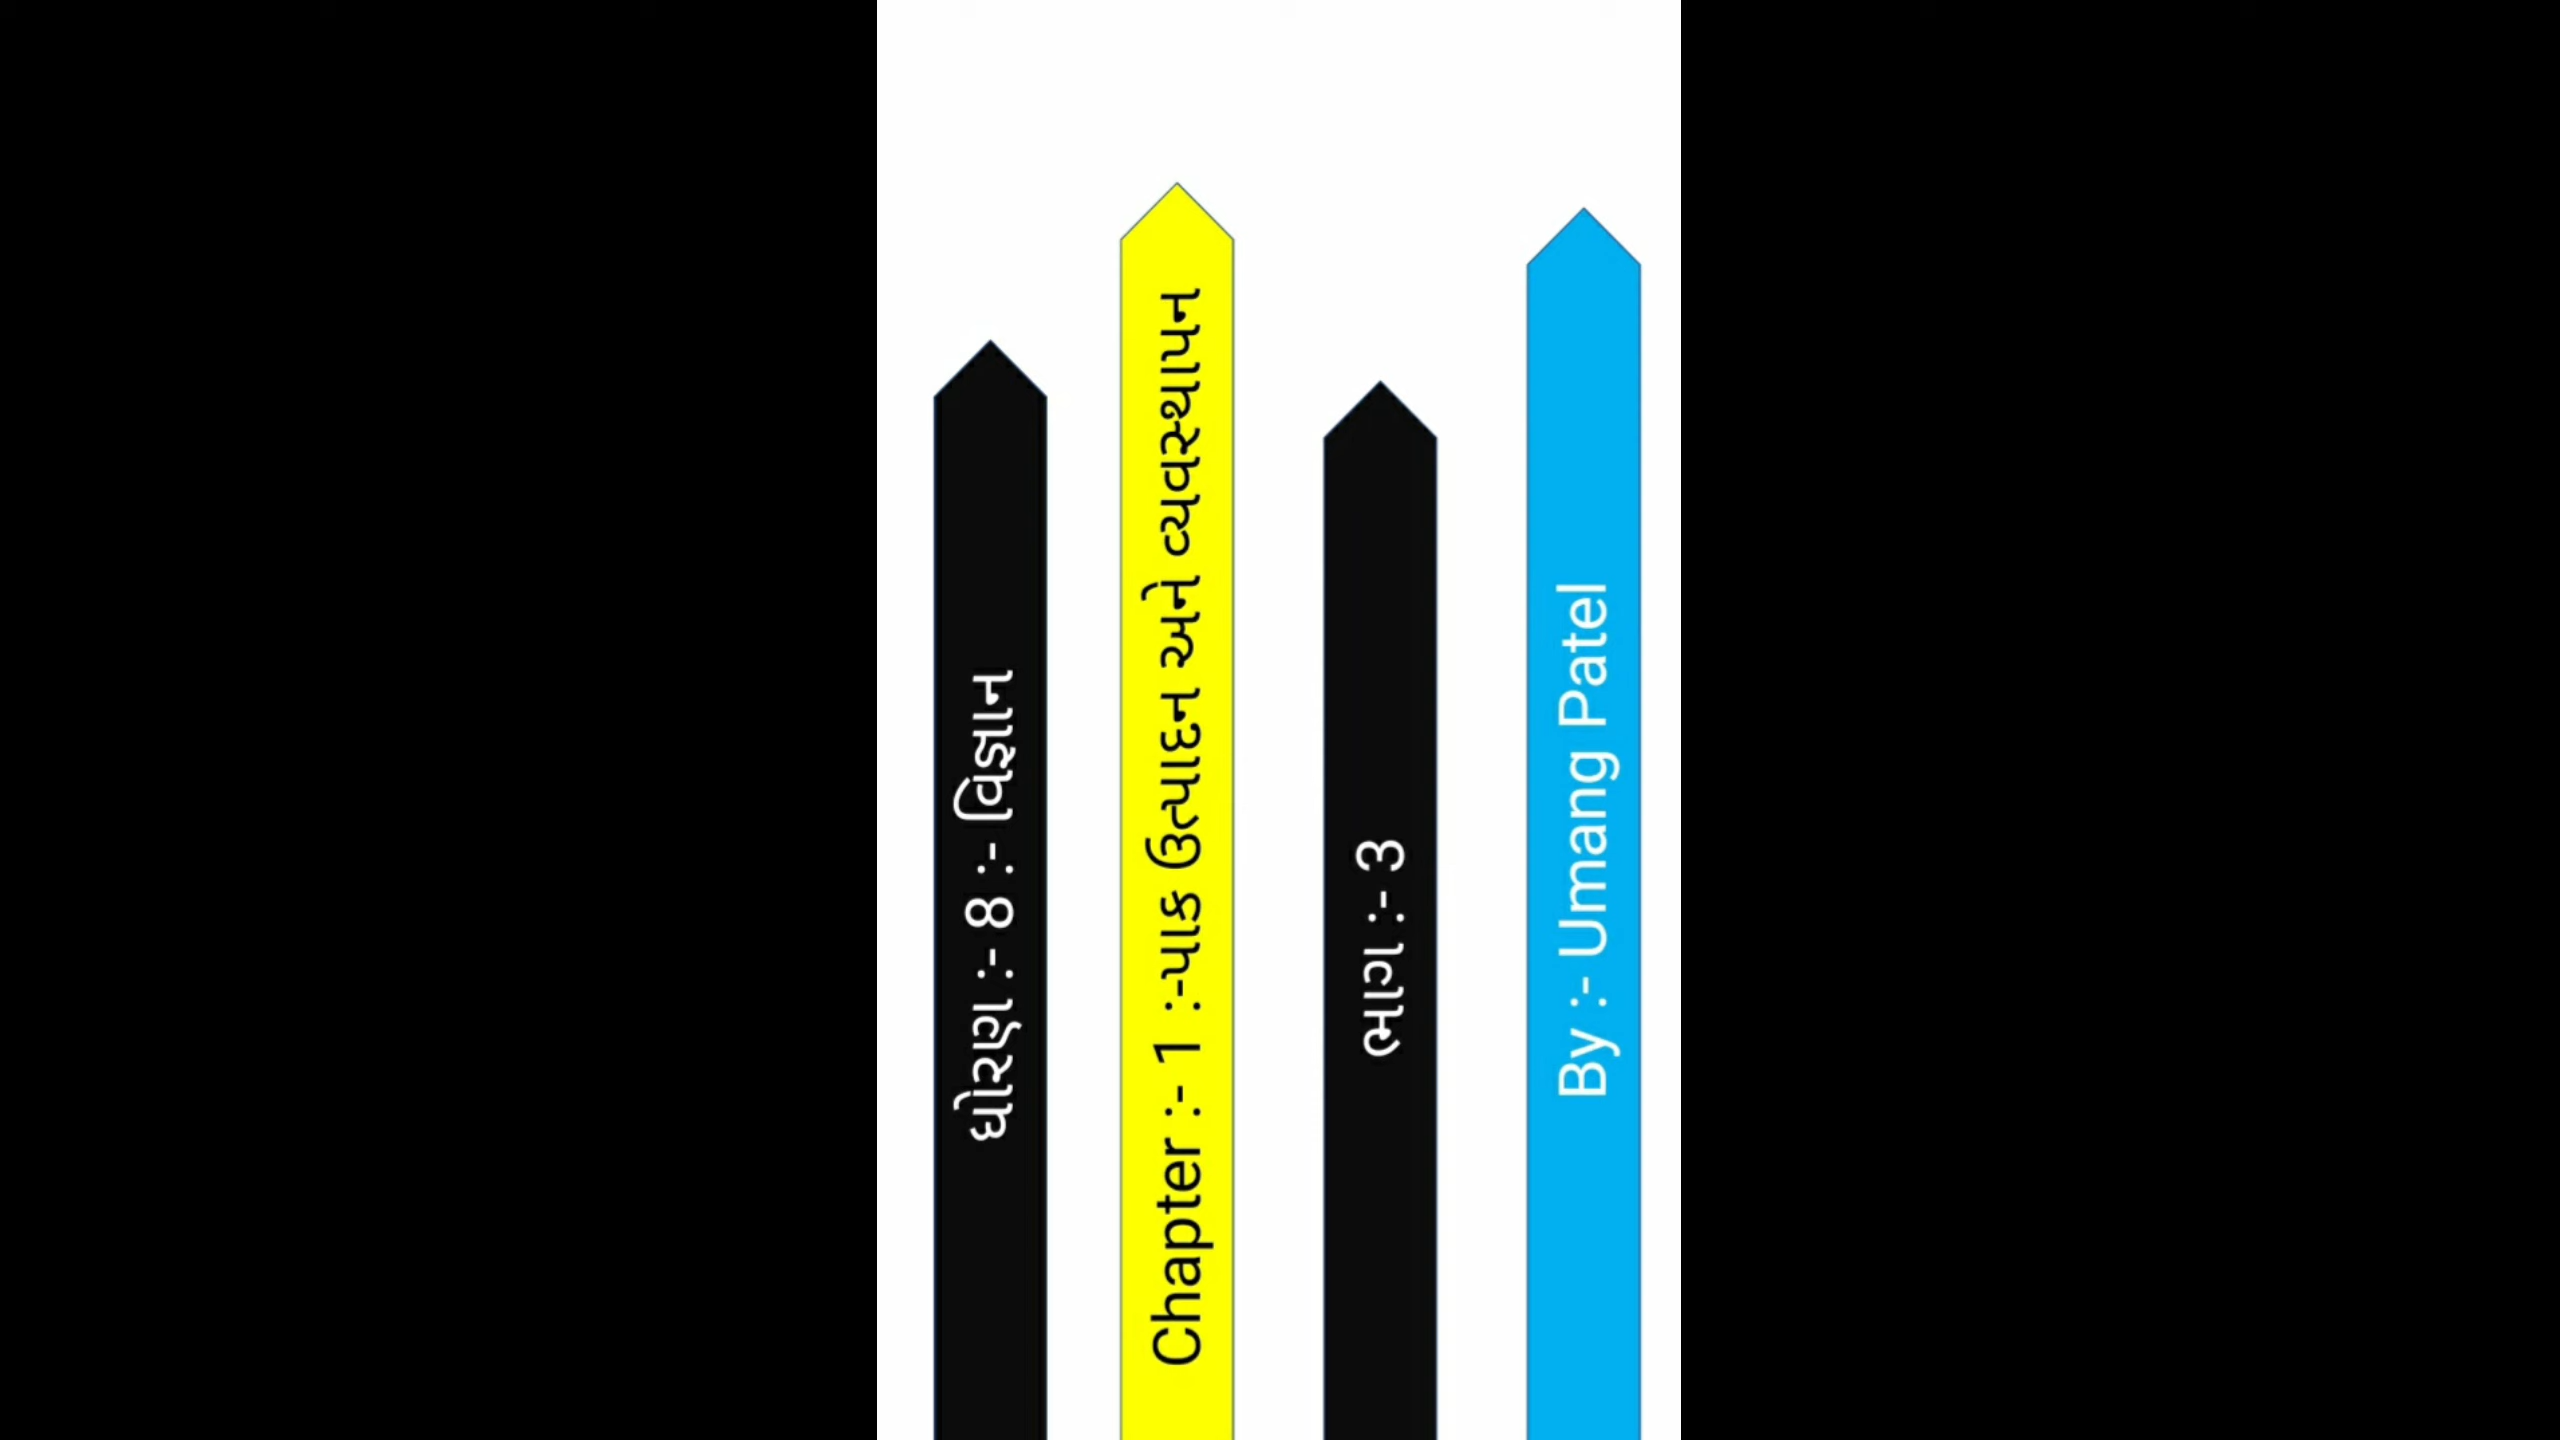 ધોરણ :- 8 :- વિજ્ઞાન
Chapter :- 1 :-પાક ઉત્પાદન અને વ્યવસ્થાપન
ભાગ :- 3
By :- Umang Patel